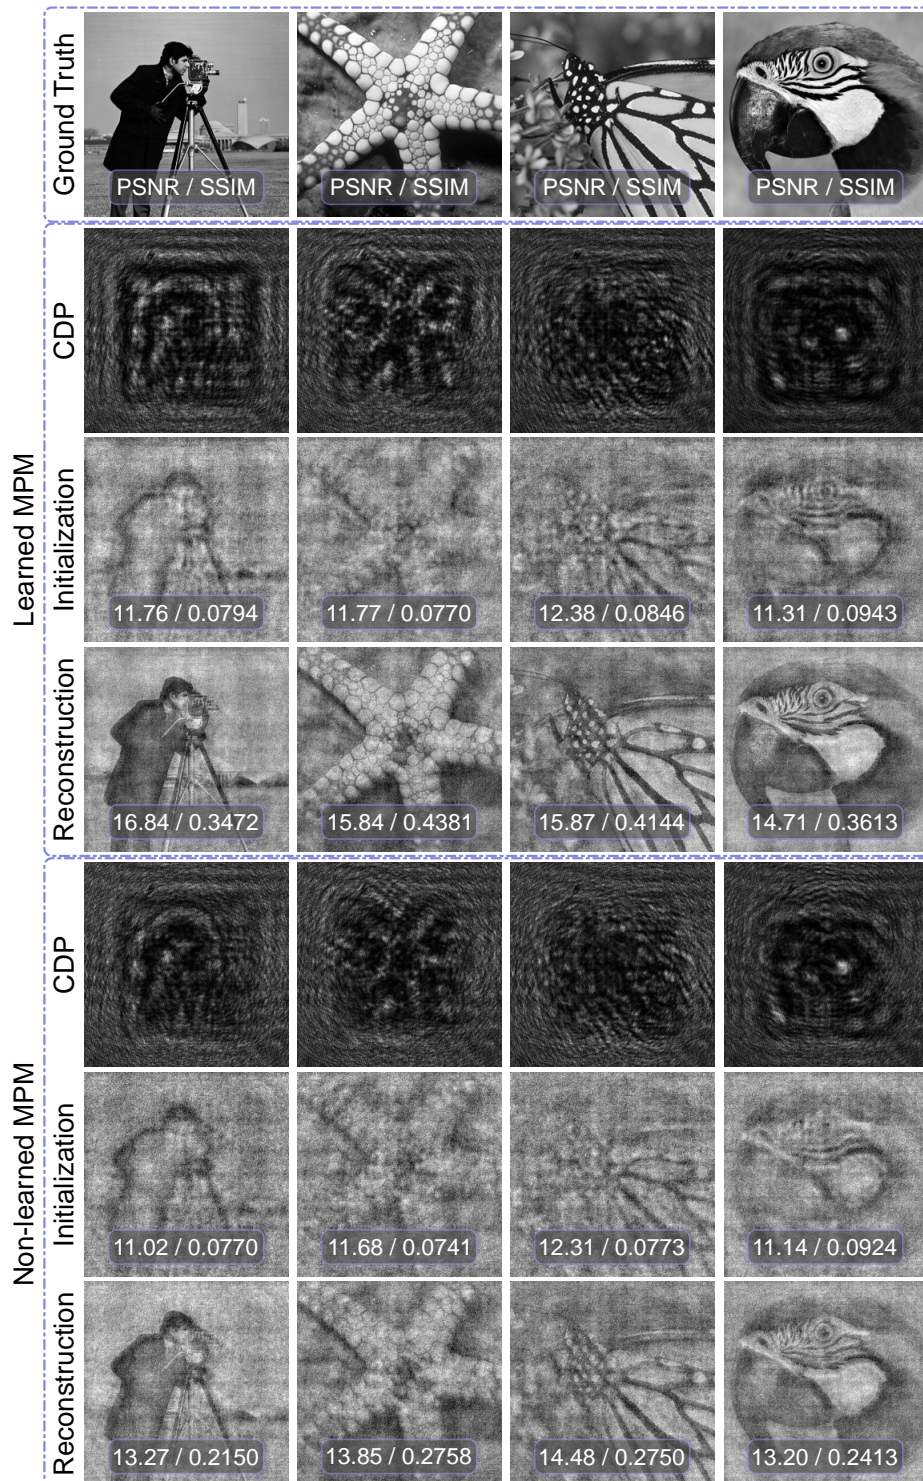 Ground Truth
PSNR / SSIM
PSNR / SSIM
PSNR / SSIM
PSNR / SSIM
Learned MPM
CDP
Initialization
11.76 / 0.0794
11.77 / 0.0770
12.38 / 0.0846
11.31 / 0.0943
Reconstruction
16.84 / 0.3472
15.84 / 0.4381
15.87 / 0.4144
14.71 / 0.3613
Non-learned MPM
CDP
Initialization
11.02 / 0.0770
11.68 / 0.0741
12.31 / 0.0773
11.14 / 0.0924
Reconstruction
13.27 / 0.2150
13.85 / 0.2758
14.48 / 0.2750
13.20 / 0.2413